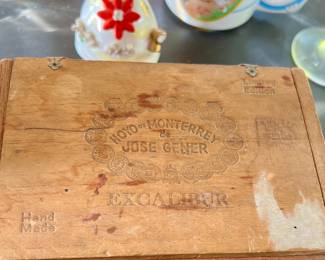 HOYO DE MONTERREY
&
JOSE GENER
EXCALIBUR
Hand
Made